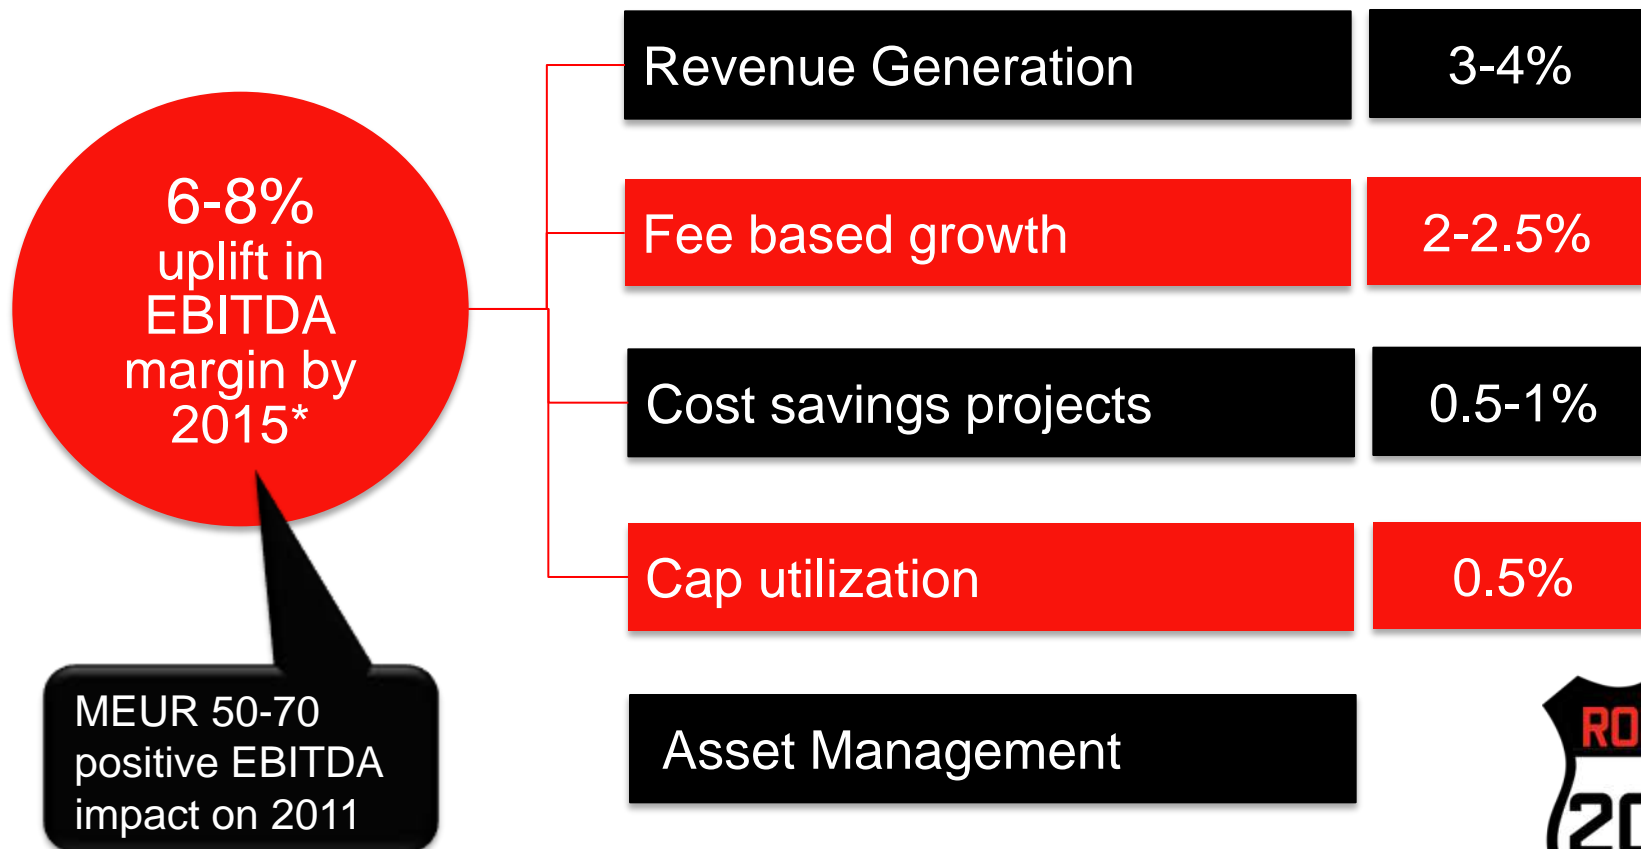 6-8%
uplift in
EBITDA
margin by
2015*
MEUR 50-70
positive EBITDA
impact on 2011
Revenue Generation 3-4%
Fee based growth 2-2.5%
Cost savings projects 0.5-1%
Cap utilization 0.5%
Asset Management
RO
20